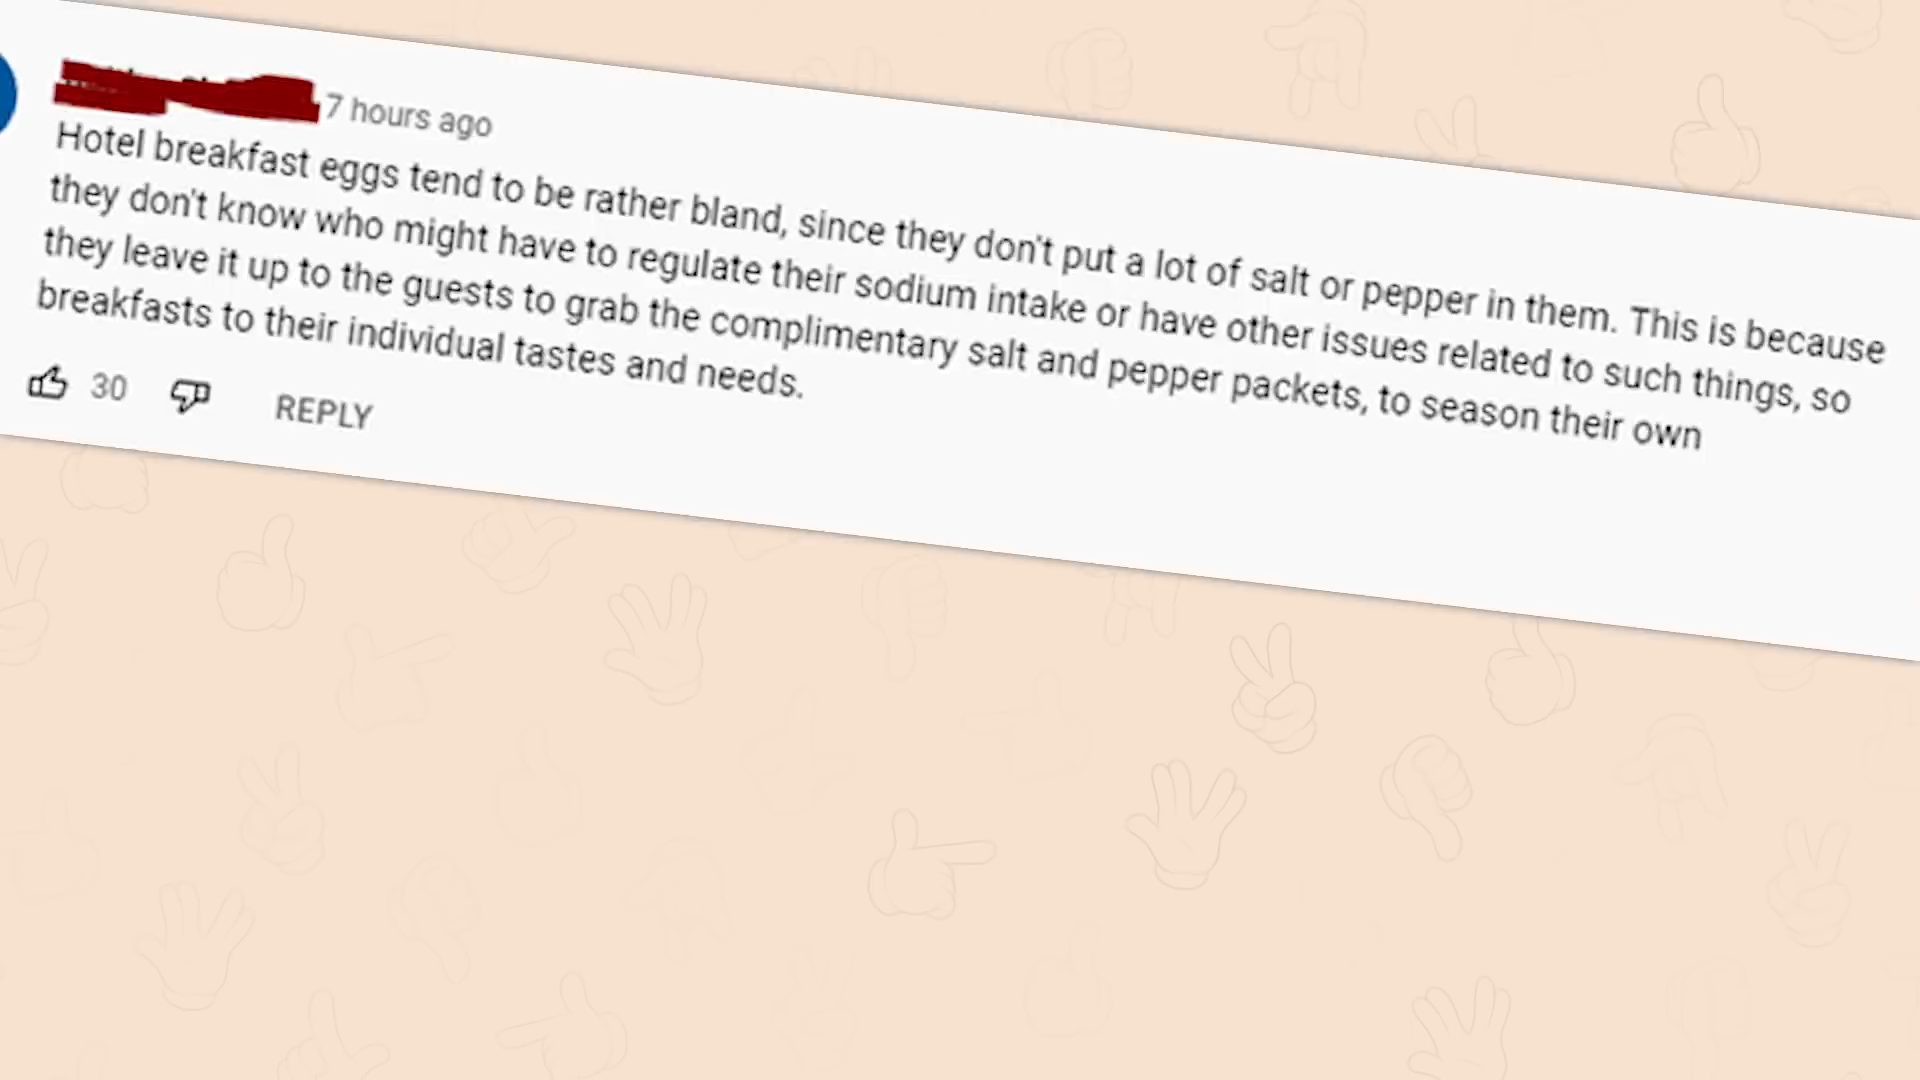 7 hours ago
Hotel breakfast eggs tend to be rather bland, since they don't put a lot of salt or pepper in them. This is because
they don't know who might have to regulate their sodium intake or have other issues related to such things, so
they leave it up to the guests to grab the complimentary salt and pepper packets, to season their own
breakfasts to their individual tastes and needs.
30 REPLY